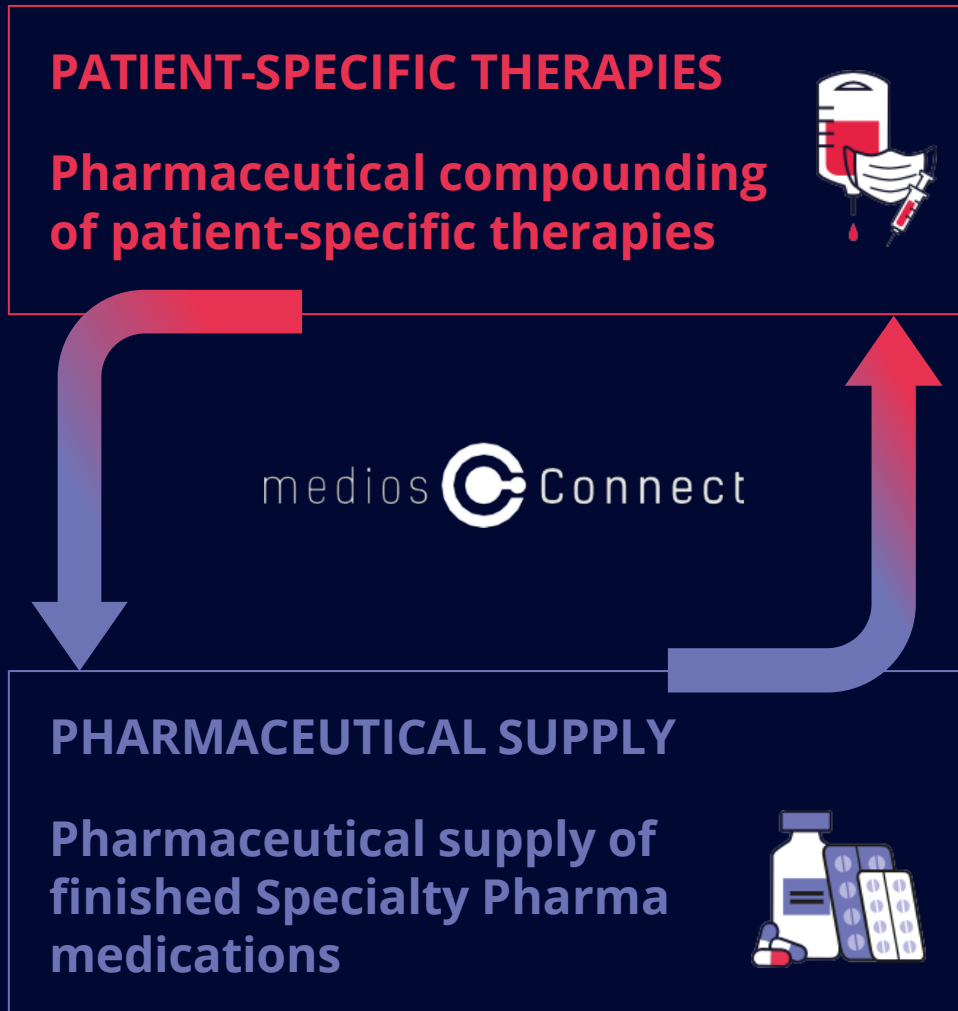 PATIENT-SPECIFIC THERAPIES
Pharmaceutical compounding
of patient-specific therapies
medios Connect
PHARMACEUTICAL SUPPLY
Pharmaceutical supply of
finished Specialty Pharma
medications